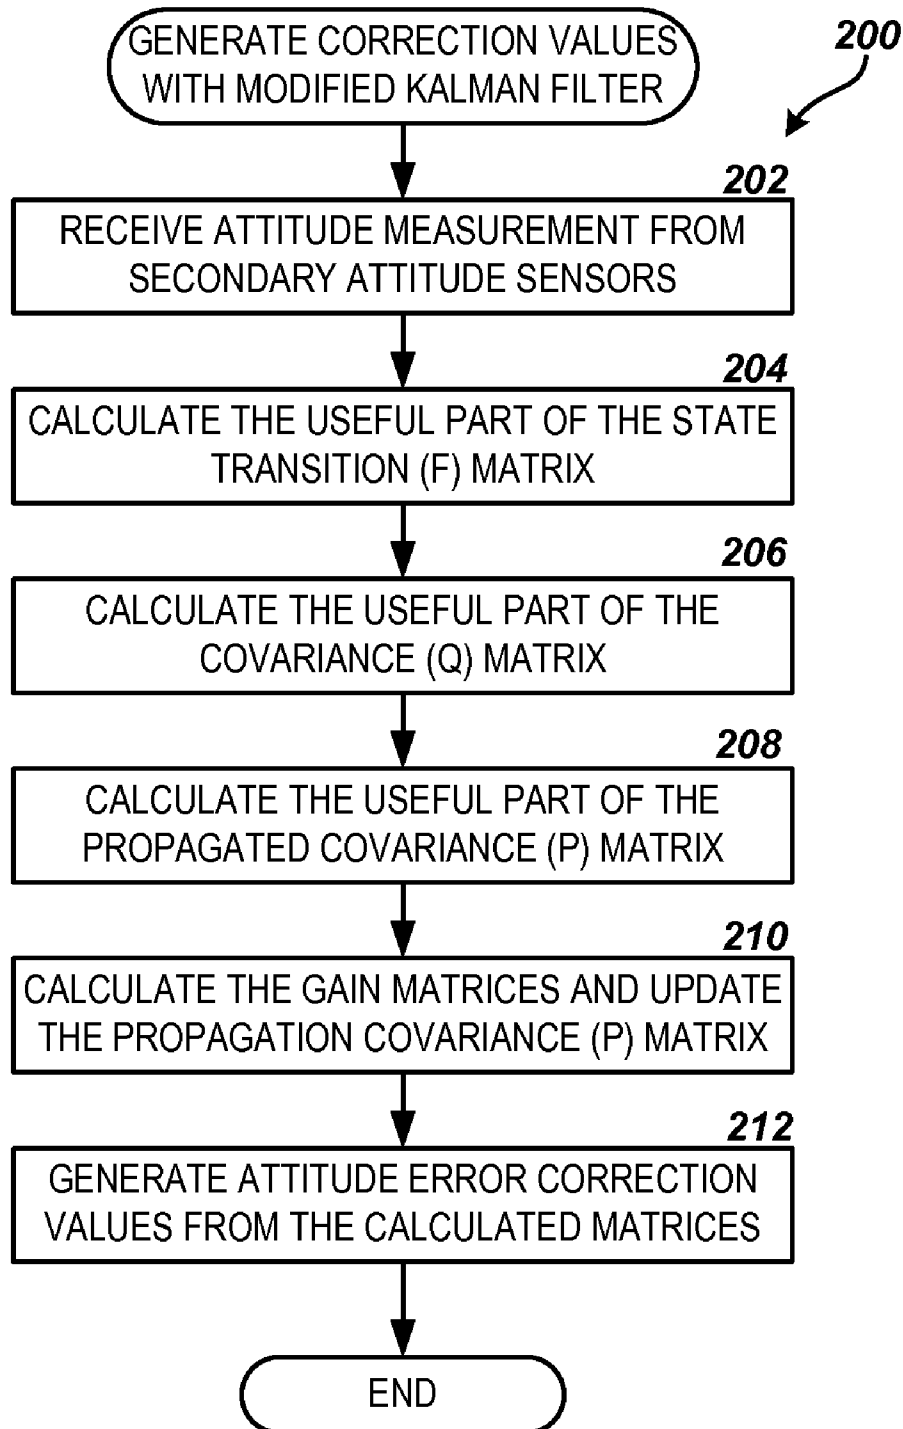 GENERATE CORRECTION VALUES
WITH MODIFIED KALMAN FILTER
200
202
RECEIVE ATTITUDE MEASUREMENT FROM
SECONDARY ATTITUDE SENSORS
204
CALCULATE THE USEFUL PART OF THE STATE
TRANSITION (F) MATRIX
206
CALCULATE THE USEFUL PART OF THE
COVARIANCE (Q) MATRIX
208
CALCULATE THE USEFUL PART OF THE
PROPAGATED COVARIANCE (P) MATRIX
210
CALCULATE THE GAIN MATRICES AND UPDATE
THE PROPAGATION COVARIANCE (P) MATRIX
212
GENERATE ATTITUDE ERROR CORRECTION
VALUES FROM THE CALCULATED MATRICES
END